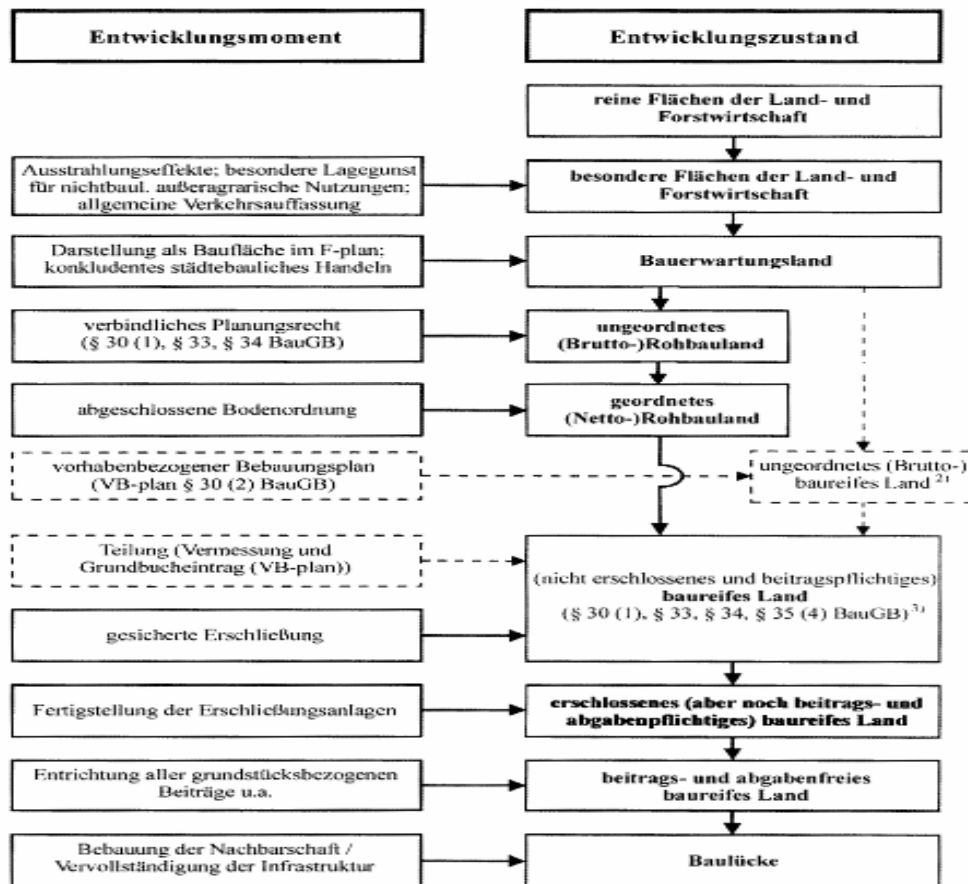 Entwicklungsmoment
Entwicklungszustand
reine Flächen der Land- und
Forstwirtschaft
Ausstrahlungseffekte; besondere Lagegunst
für nichtbaul. außeragrarische Nutzungen;
allgemeine Verkehrsauffassung
besondere Flächen der Land- und
Forstwirtschaft
Darstellung als Baufläche im F-plan;
konkludentes städtebauliches Handeln
Bauerwartungsland
verbindliches Planungsrecht
(§ 30 (1), § 33, § 34 BauGB)
ungeordnetes
(Brutto-)Rohbauland
abgeschlossene Bodenordnung
geordnetes
(Netto-)Rohbauland
vorhabenbezogener Bebauungsplan
(VB-plan § 30 (2) BauGB)
ungeordnetes (Brutto-)
baureifes Land 2)
Teilung (Vermessung und
Grundbucheintrag (VB-plan))
(nicht erschlossenes und beitragspflichtiges)
baureifes Land
(§ 30 (1), § 33, § 34, § 35 (4) BauGB) 3)
gesicherte Erschließung
Fertigstellung der Erschließungsanlagen
erschlossenes (aber noch beitrags- und
abgabenpflichtiges) baureifes Land
Entrichtung aller grundstücksbezogenen
Beiträge u.a.
beitrags- und abgabenfreies
baureifes Land
Bebauung der Nachbarschaft /
Vervollständigung der Infrastruktur
Baulücke